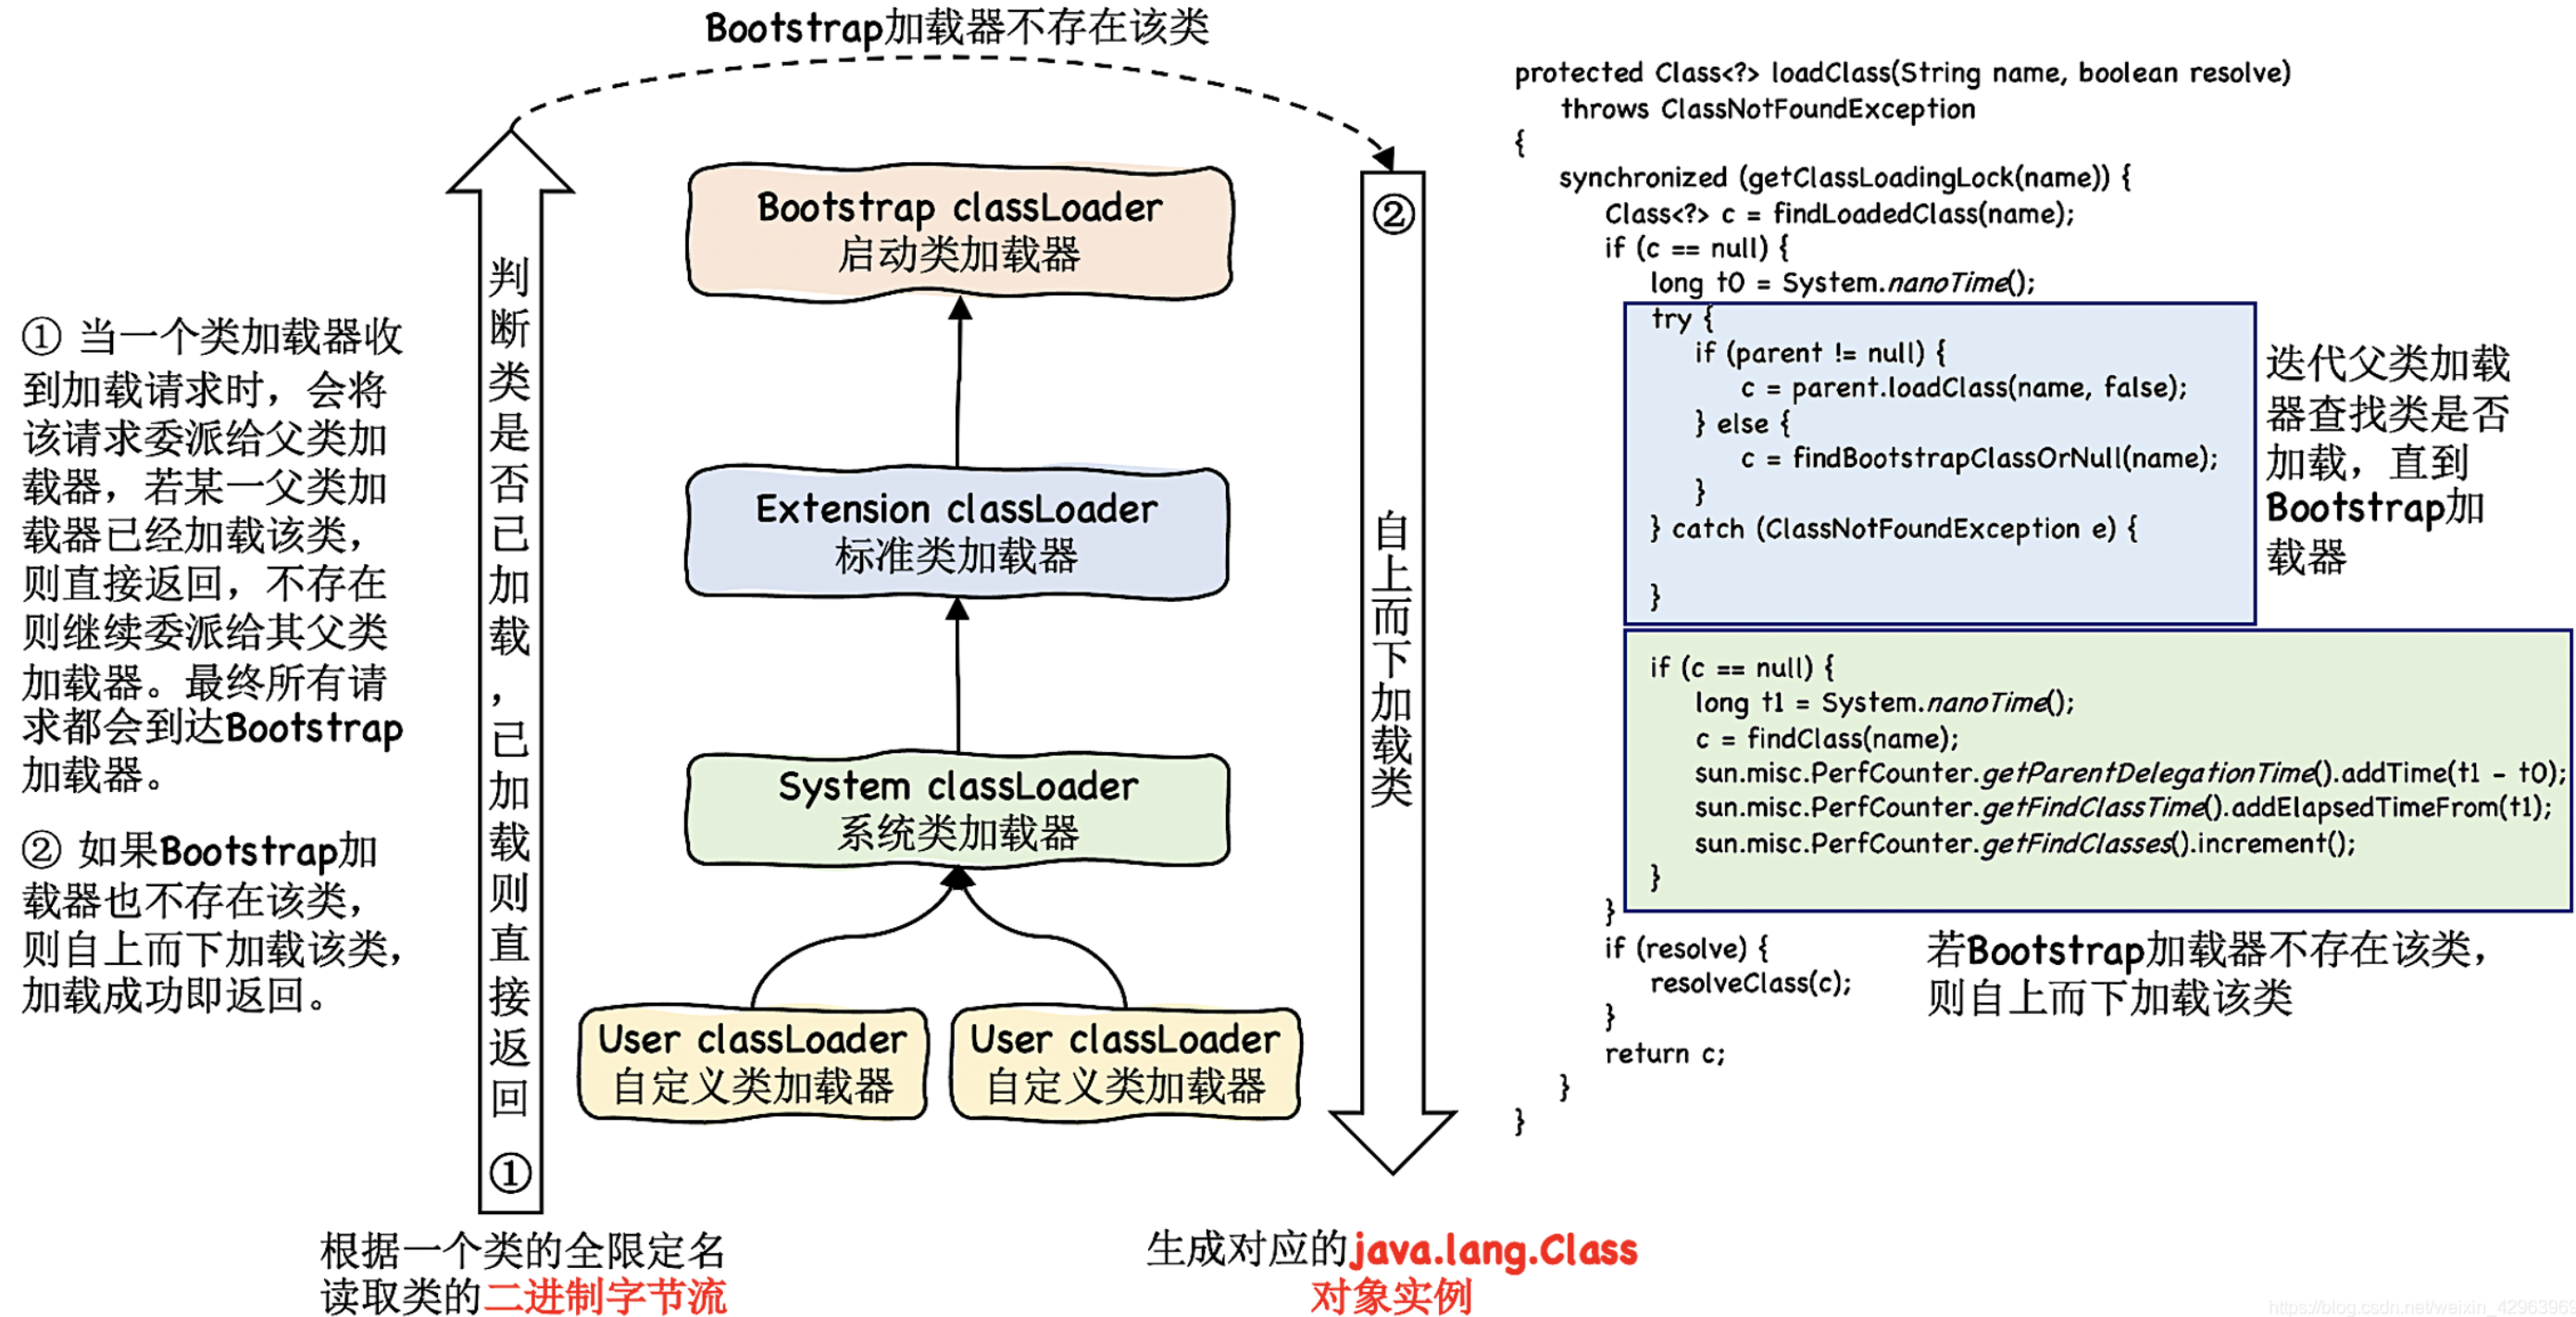 Bootstrap加载器不存在该类
① 当一个类加载器收
到加载请求时，会将
该请求委派给父类加
载器，若某一父类加
载器已经加载该类，
则直接返回，不存在
则继续委派给其父类
加载器。最终所有请
求都会到达Bootstrap
加载器。
② 如果Bootstrap加
载器也不存在该类，
则自上而下加载该类，
加载成功即返回。
判断类是否已加载，已加载则直接返回 ①
根据一个类的全限定名
读取类的二进制字节流
Bootstrap classLoader
启动类加载器
Extension classLoader
标准类加载器
System classLoader
系统类加载器
User classLoader
自定义类加载器
User classLoader
自定义类加载器
② 自上而下加载类
生成对应的java.lang.Class
对象实例
protected Class<?> loadClass(String name, boolean resolve)
throws ClassNotFoundException
{
synchronized (getClassLoadingLock(name)) {
Class<?> c = findLoadedClass(name);
if (c == null) {
long t0 = System.nanoTime();
try {
if (parent != null) {
c = parent.loadClass(name, false);
} else {
c = findBootstrapClassOrNull(name);
}
} catch (ClassNotFoundException e) {
}
if (c == null) {
long t1 = System.nanoTime();
c = findClass(name);
sun.misc.PerfCounter.getParentDelegationTime().addTime(t1 - t0);
sun.misc.PerfCounter.getFindClassTime().addElapsedTimeFrom(t1);
sun.misc.PerfCounter.getFindClasses().increment();
}
}
if (resolve) {
resolveClass(c);
}
return c;
}
}
迭代父类加载
器查找类是否
加载，直到
Bootstrap加
载器
若Bootstrap加载器不存在该类，
则自上而下加载该类
https://blog.csdn.net/weixin_42963969